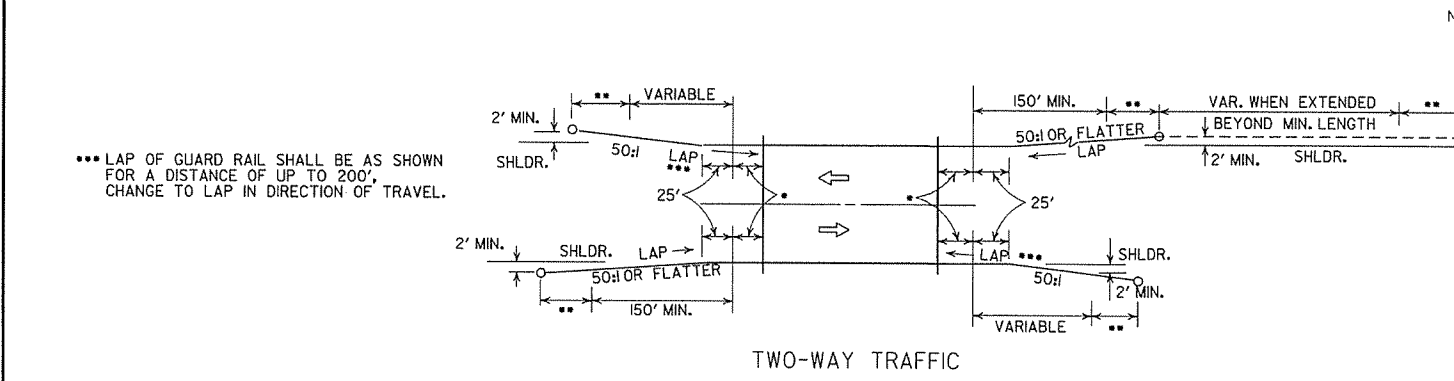 N
** VARIABLE
150' MIN. ** VAR. WHEN EXTENDED **
2' MIN.
BEYOND MIN. LENGTH
50:1 OR FLATTER
SHLDR. 50:1 LAP
LAP 2' MIN. SHLDR.
***
*** LAP OF GUARD RAIL SHALL BE AS SHOWN
FOR A DISTANCE OF UP TO 200',
CHANGE TO LAP IN DIRECTION OF TRAVEL.
25' * * 25'
2' MIN. SHLDR. LAP
LAP *** SHLDR.
50:1 OR FLATTER
50:1
2' MIN.
** 150' MIN.
VARIABLE **
TWO-WAY TRAFFIC